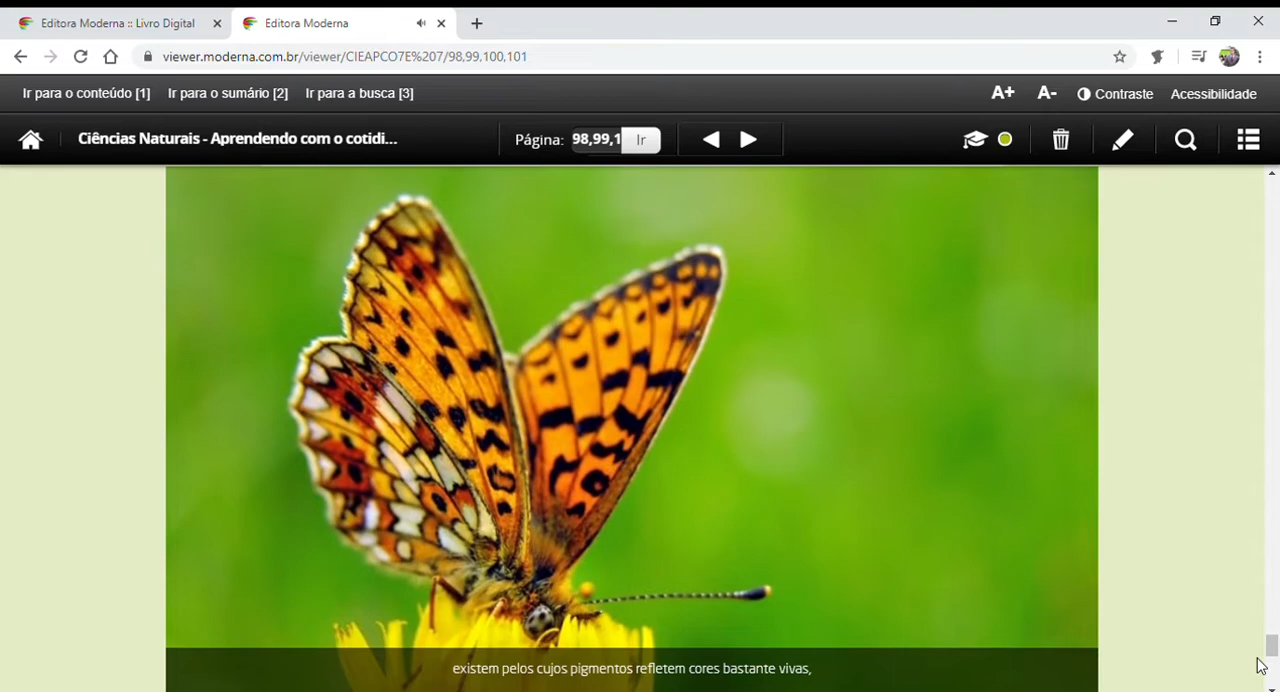 Editora Moderna :: Livro Digital
Editora Moderna
viewer.moderna.com.br/viewer/CIEAPCO7E%207/98,99,100,101
Ir para o conteúdo [1] Ir para o sumário [2] Ir para a busca [3]
A+ A- Contraste Acessibilidade
Ciências Naturais - Aprendendo com o cotidi...
Página: 98,99,1 Ir
existem pelos cujos pigmentos refletem cores bastante vivas,